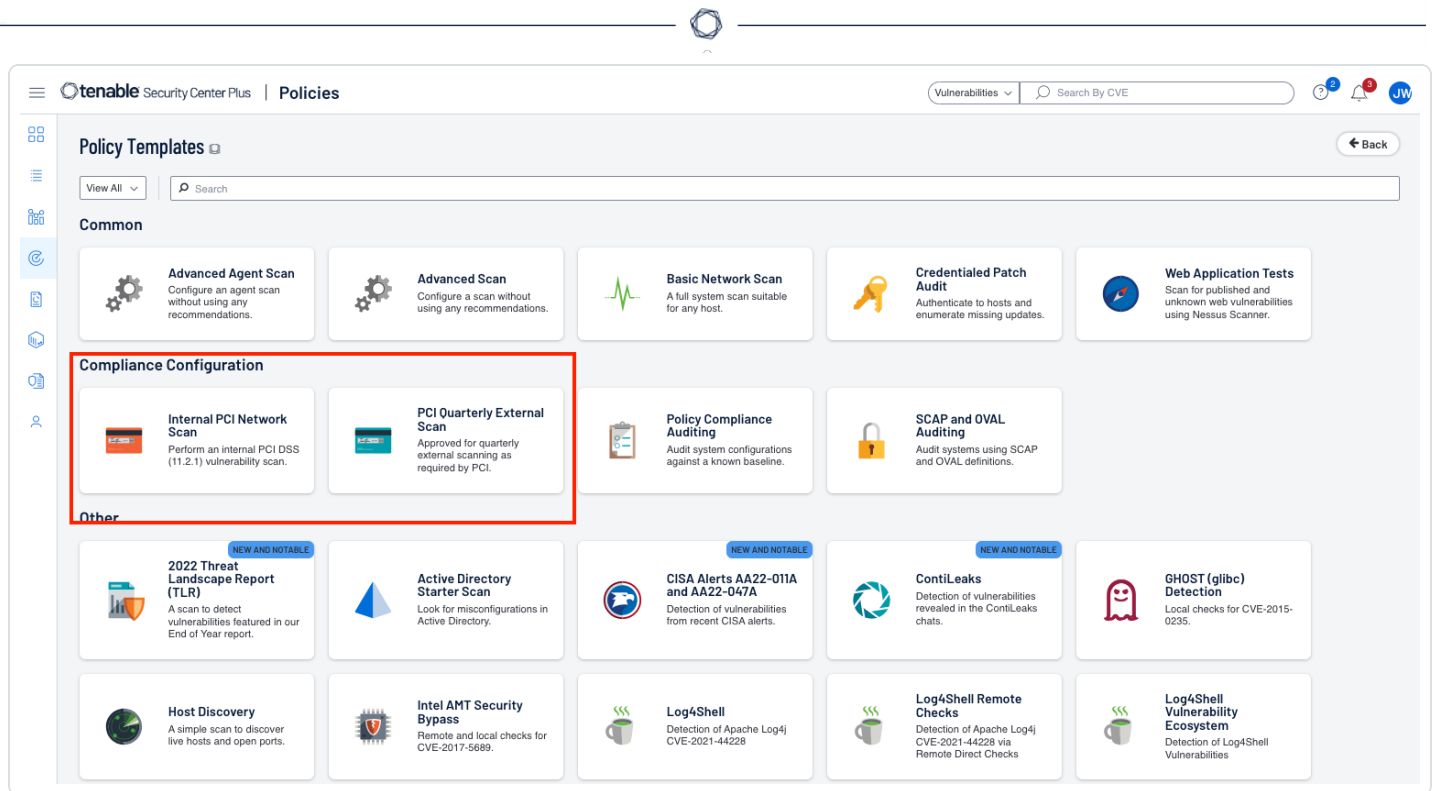 tenable Security Center Plus | Policies
Vulnerabilities
Search By CVE
2
3
JW
Policy Templates
Back
View All
Search
Common
Advanced Agent Scan
Configure an agent scan
without using any
recommendations.
Advanced Scan
Configure a scan without
using any recommendations.
Basic Network Scan
A full system scan suitable
for any host.
Credentialed Patch
Audit
Authenticate to hosts and
enumerate missing updates.
Web Application Tests
Scan for published and
unknown web vulnerabilities
using Nessus Scanner.
Compliance Configuration
Internal PCI Network
Scan
Perform an internal PCI DSS
(11.2.1) vulnerability scan.
PCI Quarterly External
Scan
Approved for quarterly
external scanning as
required by PCI.
Policy Compliance
Auditing
Audit system configurations
against a known baseline.
SCAP and OVAL
Auditing
Audit systems using SCAP
and OVAL definitions.
Other
NEW AND NOTABLE
2022 Threat
Landscape Report
(TLR)
A scan to detect
vulnerabilities featured in our
End of Year report.
Active Directory
Starter Scan
Look for misconfigurations in
Active Directory.
NEW AND NOTABLE
CISA Alerts AA22-011A
and AA22-047A
Detection of vulnerabilities
from recent CISA alerts.
NEW AND NOTABLE
ContiLeaks
Detection of vulnerabilities
revealed in the ContiLeaks
chats.
GHOST (glibc)
Detection
Local checks for CVE-2015-
0235.
Host Discovery
A simple scan to discover
live hosts and open ports.
Intel AMT Security
Bypass
Remote and local checks for
CVE-2017-5689.
Log4Shell
Detection of Apache Log4j
CVE-2021-44228
Log4Shell Remote
Checks
Detection of Apache Log4j
CVE-2021-44228 via
Remote Direct Checks
Log4Shell
Vulnerability
Ecosystem
Detection of Log4Shell
Vulnerabilities